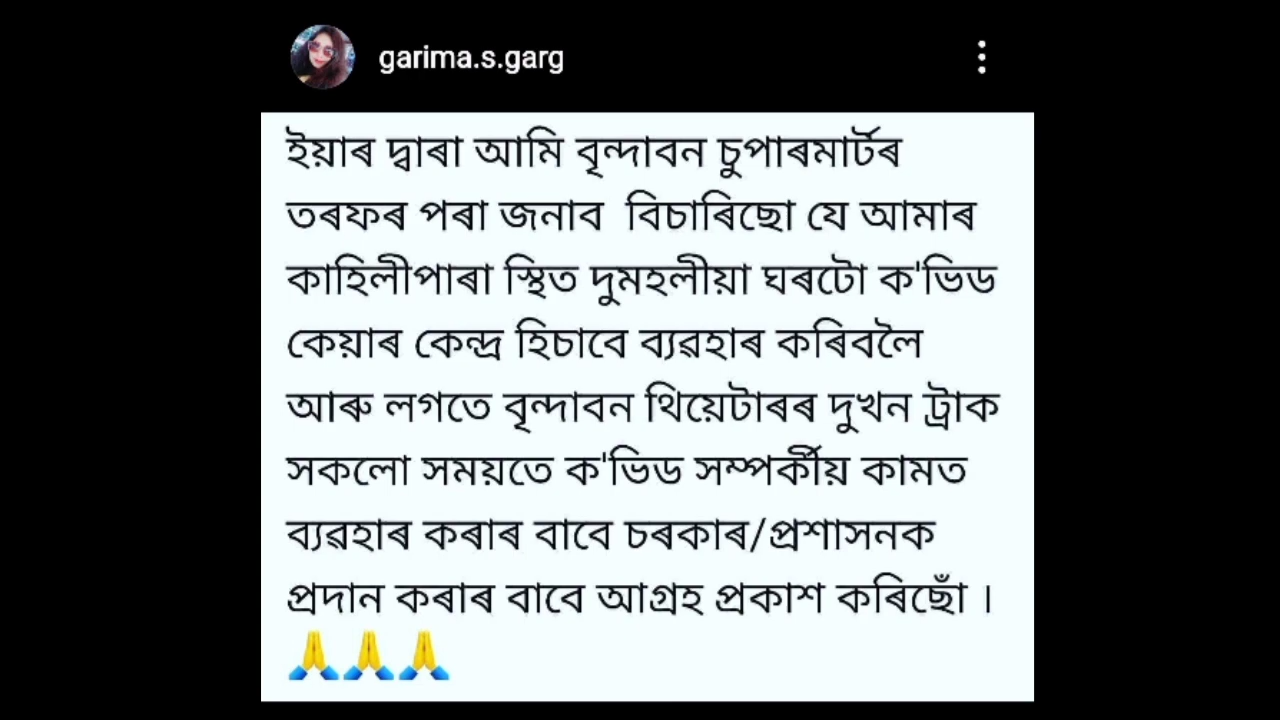 garima.s.garg
ইয়াৰ দ্বাৰা আমি বৃন্দাবন চুপাৰমাৰ্টৰ
তৰফৰ পৰা জনাব বিচাৰিছো যে আমাৰ
কাহিলীপাৰা স্থিত দুমহলীয়া ঘৰটো ক'ভিড
কেয়াৰ কেন্দ্ৰ হিচাবে ব্যৱহাৰ কৰিবলৈ
আৰু লগতে বৃন্দাবন থিয়েটাৰৰ দুখন ট্ৰাক
সকলো সময়তে ক'ভিড সম্পৰ্কীয় কামত
ব্যৱহাৰ কৰাৰ বাবে চৰকাৰ/প্ৰশাসনক
প্ৰদান কৰাৰ বাবে আগ্ৰহ প্ৰকাশ কৰিছোঁ ।
🙏🙏🙏